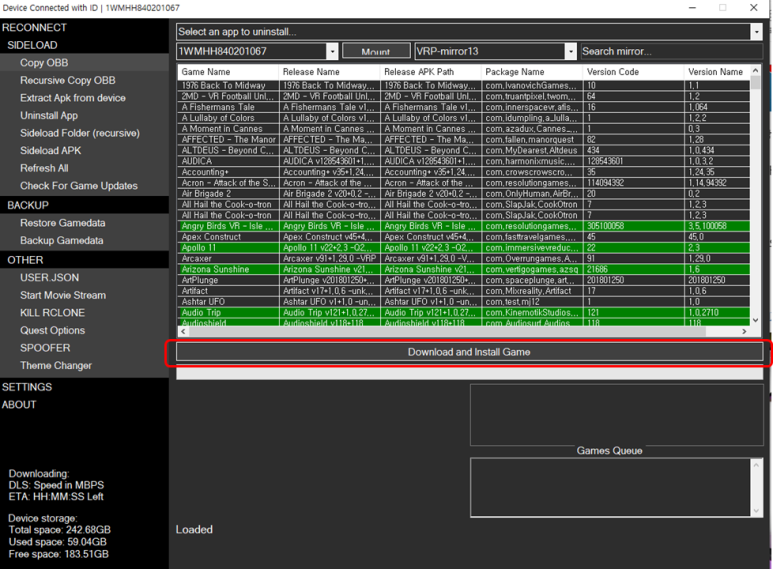 Device Connected with ID | 1WMHH840201067
RECONNECT
SIDELOAD
Copy OBB
Recursive Copy OBB
Extract Apk from device
Uninstall App
Sideload Folder (recursive)
Sideload APK
Refresh All
Check For Game Updates
BACKUP
Restore Gamedata
Backup Gamedata
OTHER
USER.JSON
Start Movie Stream
KILL RCLONE
Quest Options
SPOOFER
Theme Changer
SETTINGS
ABOUT
Downloading:
DLS: Speed in MBPS
ETA: HH:MM:SS Left
Device storage:
Total space: 242.68GB
Used space: 59.04GB
Free space: 183.51GB
Select an app to uninstall...
1WMHH840201067 Mount VRP-mirror13 Search mirror...
Game Name Release Name Release APK Path Package Name Version Code Version Name
1976 Back To Midway 1976 Back To Midway 1976 Back To Midway com,IvanovichGames,... 10 1,1
2MD - VR Football Unl... 2MD - VR Football Unl... 2MD - VR Football Unl... com,truantpixel,twom... 64 1,2
A Fishermans Tale A Fishermans Tale v1... A Fishermans Tale v1... com,innerspacevr,afis... 16 1,064
A Lullaby of Colors A Lullaby of Colors v1... A Lullaby of Colors v1... com,idumpling,a_lulla... 1 1,2,2
A Moment in Cannes A Moment in Cannes ... A Moment in Cannes ... com,azadux,Cannes_... 1 0,3
AFFECTED - The Manor AFFECTED - The Man... AFFECTED - The Man... com,fallen,manorquest 82 1,28
ALTDEUS - Beyond C... ALTDEUS - Beyond C... ALTDEUS - Beyond C... com,MyDearest,Altdeus 434 1,0,434
AUDICA AUDICA v128543601+1,... AUDICA v128543601+1,... com,harmonixmusic,... 128543601 1,0,3,2
Accounting+ Accounting+ v35+1,24,... Accounting+ v35+1,24,... com,crowscrowscro,... 35 1,24,35
Acron - Attack of the S... Acron - Attack of the ... Acron - Attack of the ... com,resolutiongames,... 114094392 1,14,94392
Air Brigade 2 Air Brigade 2 v20+0,2 -... Air Brigade 2 v20+0,2 -... com,OnlyHuman,AirBr... 20 0,2
All Hail the Cook-o-tron All Hail the Cook-o-tro... All Hail the Cook-o-tro... com,SlapJak,CookOtron 7 1,2,3
All Hail the Cook-o-tron All Hail the Cook-o-tro... All Hail the Cook-o-tro... com,SlapJak,CookOtron 7 1,2,3
Angry Birds VR - Isle ... Angry Birds VR - Isle ... Angry Birds VR - Isle ... com,resolutiongames,... 305100058 3,5,100058
Apex Construct Apex Construct v45+4,... Apex Construct v45+4,... com,fasttravelgames,... 45 45,0
Apollo 11 Apollo 11 v22+2,3 -Q2... Apollo 11 v22+2,3 -Q2... com,immersivevreduc... 22 2,3
Arcaxer Arcaxer v91+1,29,0 -VRP Arcaxer v91+1,29,0 -V... com,Overrungames,A... 91 1,29,0
Arizona Sunshine Arizona Sunshine v21... Arizona Sunshine v21... com,vertigogames,azsq 21686 1,6
ArtPlunge ArtPlunge v201801250... ArtPlunge v201801250... com,spaceplunge,art... 201801250 201801250
Artifact Artifact v17+1,0,6 -unk... Artifact v17+1,0,6 -unk... com,Mixreality,Artifact 17 1,0,6
Ashtar UFO Ashtar UFO v1+1,0 -un... Ashtar UFO v1+1,0 -un... com,test,mj12 1 1,0
Audio Trip Audio Trip v121+1,0,27... Audio Trip v121+1,0,27... com,KinemotikStudios,... 121 1,0,2710
Audioshield Audioshield v118+118 Audioshield v118+118 com,Audiosurf,Audios... 118 118
Download and Install Game
Games Queue
Loaded